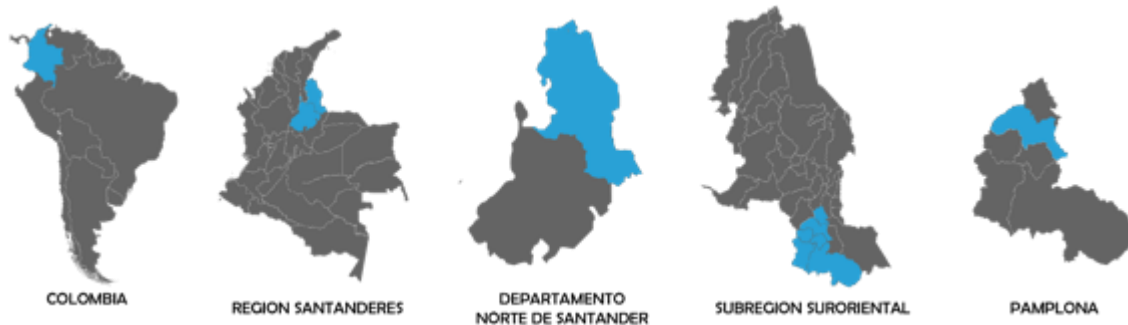 COLOMBIA
REGION SANTANDERES
DEPARTAMENTO
NORTE DE SANTANDER
SUBREGION SURORIENTAL
PAMPLONA